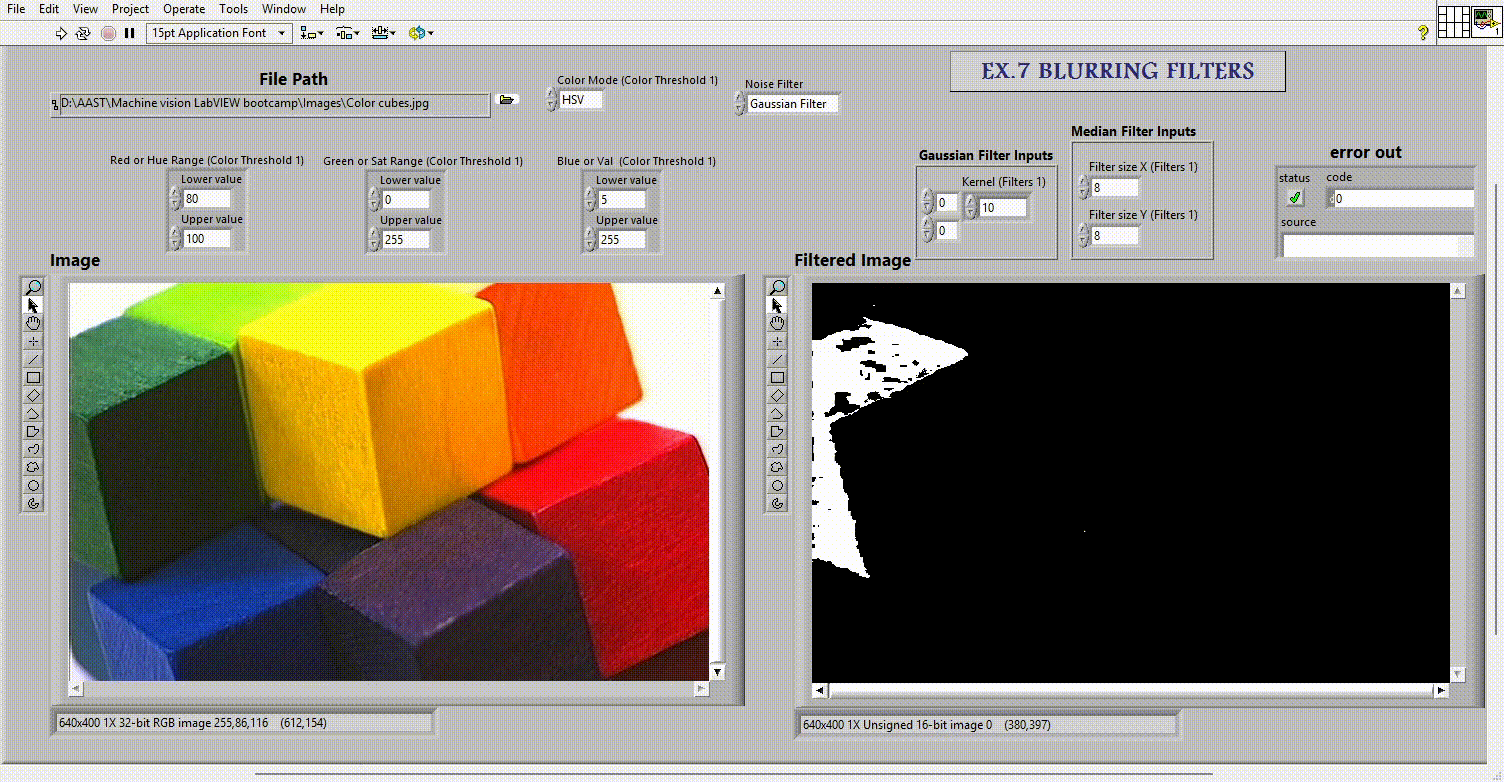 File Edit View Project Operate Tools Window Help
15pt Application Font
?
1
File Path
D:\AAST\Machine vision LabVIEW bootcamp\Images\Color cubes.jpg
Color Mode (Color Threshold 1)
HSV
Noise Filter
Gaussian Filter
EX.7 BLURRING FILTERS
Red or Hue Range (Color Threshold 1)
Lower value
80
Upper value
100
Green or Sat Range (Color Threshold 1)
Lower value
0
Upper value
255
Blue or Val (Color Threshold 1)
Lower value
5
Upper value
255
Gaussian Filter Inputs
Kernel (Filters 1)
0
10
0
Median Filter Inputs
Filter size X (Filters 1)
8
Filter size Y (Filters 1)
8
error out
status
code
0
source
Image
Filtered Image
640x400 1X 32-bit RGB image 255,86,116 (612,154)
640x400 1X Unsigned 16-bit image 0 (380,397)